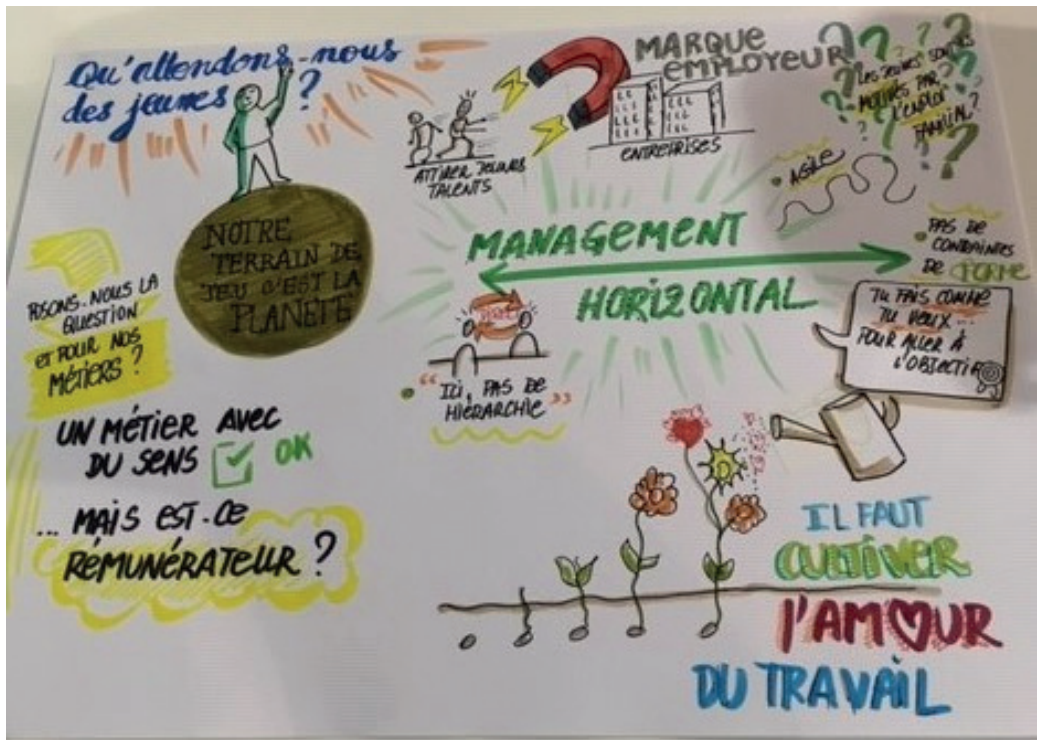 Qu'attendons-nous
des jeunes ?
NOTRE
TERRAIN DE
JEU C'EST LA
PLANÈTE
POSONS-NOUS LA
QUESTION
et POUR NOS
MÉTIERS ?
UN MÉTIER AVEC
DU SENS OK
... MAIS EST-CE
RÉMUNÉRATEUR ?
MARQUE
EMPLOYEUR
ENTREPRISES
ATTIRER JEUNES
TALENTS
LES JEUNES SONT-ILS
MOTIVÉS PAR
L'EMPLOI
FAMILIAL ?
AGILE
MANAGEMENT
HORIZONTAL
PAS DE
CONTRAINTES
DE FORME
TU FAIS COMME
TU VEUX...
POUR ALLER À
L'OBJECTIF
“ICI, PAS DE
HIÉRARCHIE”
IL FAUT
CULTIVER
l'AMOUR
DU TRAVAIL